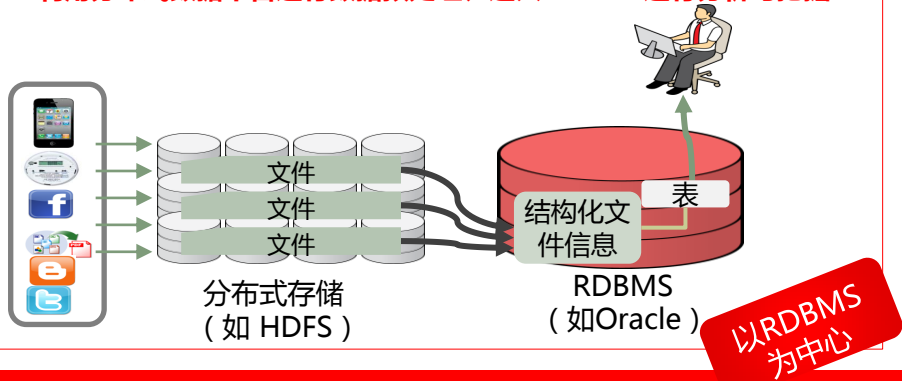 文件
文件
文件
表
结构化文
件信息
分布式存储
（如 HDFS）
RDBMS
（如Oracle）
以RDBMS
为中心